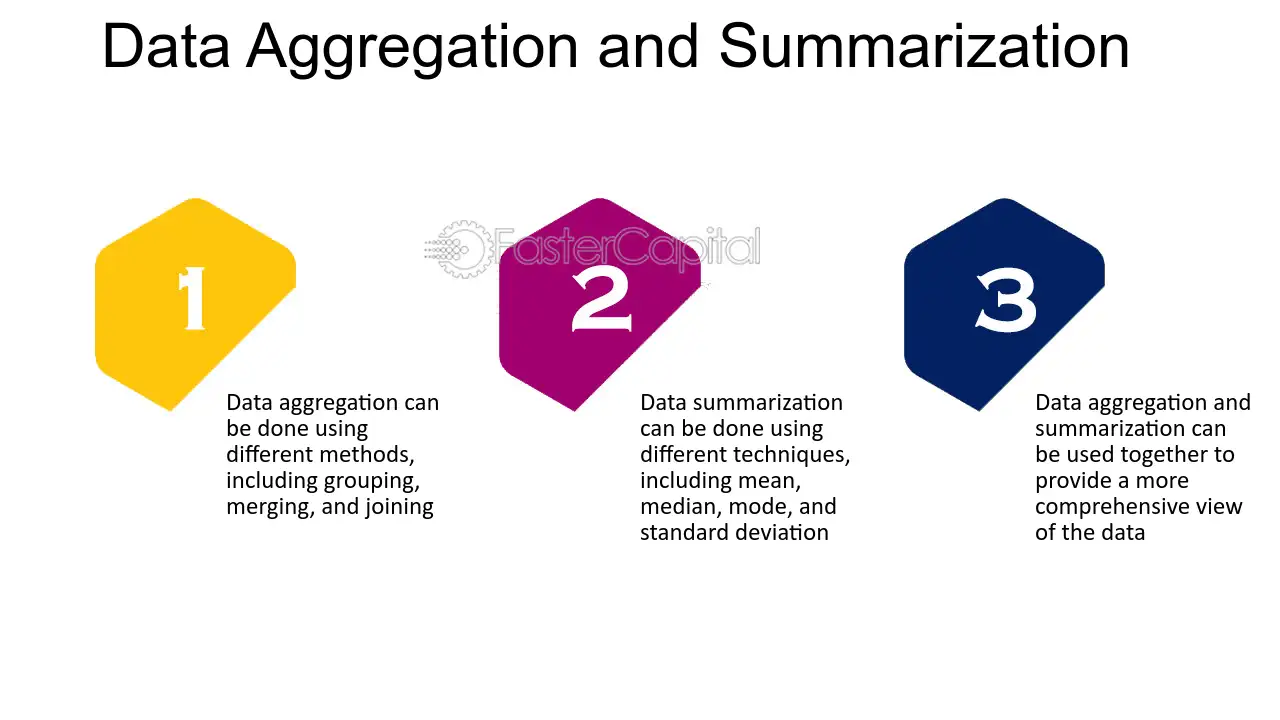 Data Aggregation and Summarization
FasterCapital
1
Data aggregation can
be done using
different methods,
including grouping,
merging, and joining
2
Data summarization
can be done using
different techniques,
including mean,
median, mode, and
standard deviation
3
Data aggregation and
summarization can
be used together to
provide a more
comprehensive view
of the data